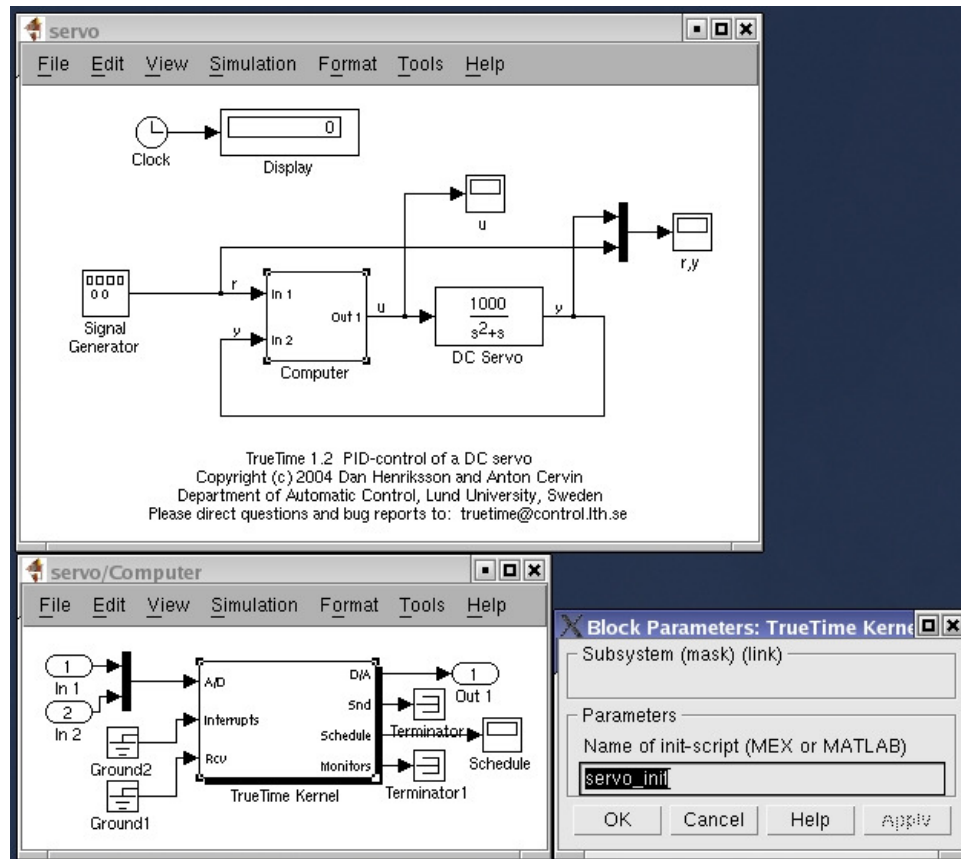 servo
File Edit View Simulation Format Tools Help
0
Clock
Display
u
r,y
Signal
Generator
r
In 1
y
In 2
Out 1
Computer
u
1000
s²+s
DC Servo
y
TrueTime 1.2 PID-control of a DC servo
Copyright (c) 2004 Dan Henriksson and Anton Cervin
Department of Automatic Control, Lund University, Sweden
Please direct questions and bug reports to: truetime@control.lth.se
servo/Computer
File Edit View Simulation Format Tools Help
1
In 1
2
In 2
Ground2
Ground1
A/D
Interrupts
Rcv
D/A
Snd
Schedule
Monitors
TrueTime Kernel
1
Out 1
Terminator
Schedule
Terminator1
Block Parameters: TrueTime Kerne
Subsystem (mask) (link)
Parameters
Name of init-script (MEX or MATLAB)
servo_init
OK Cancel Help Apply